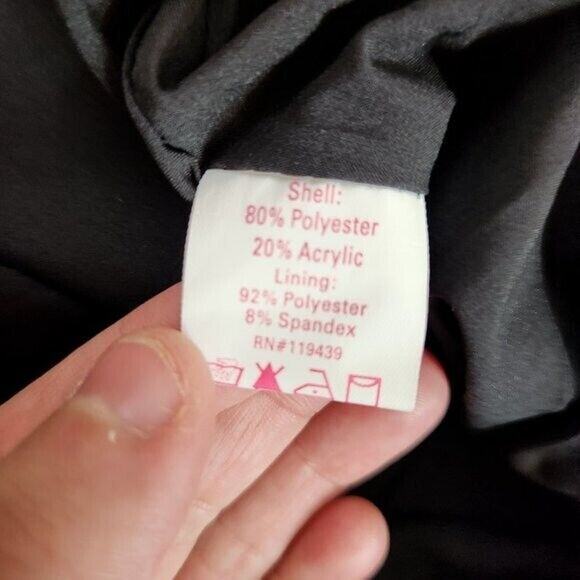 Shell:
80% Polyester
20% Acrylic
Lining:
92% Polyester
8% Spandex
RN#119439